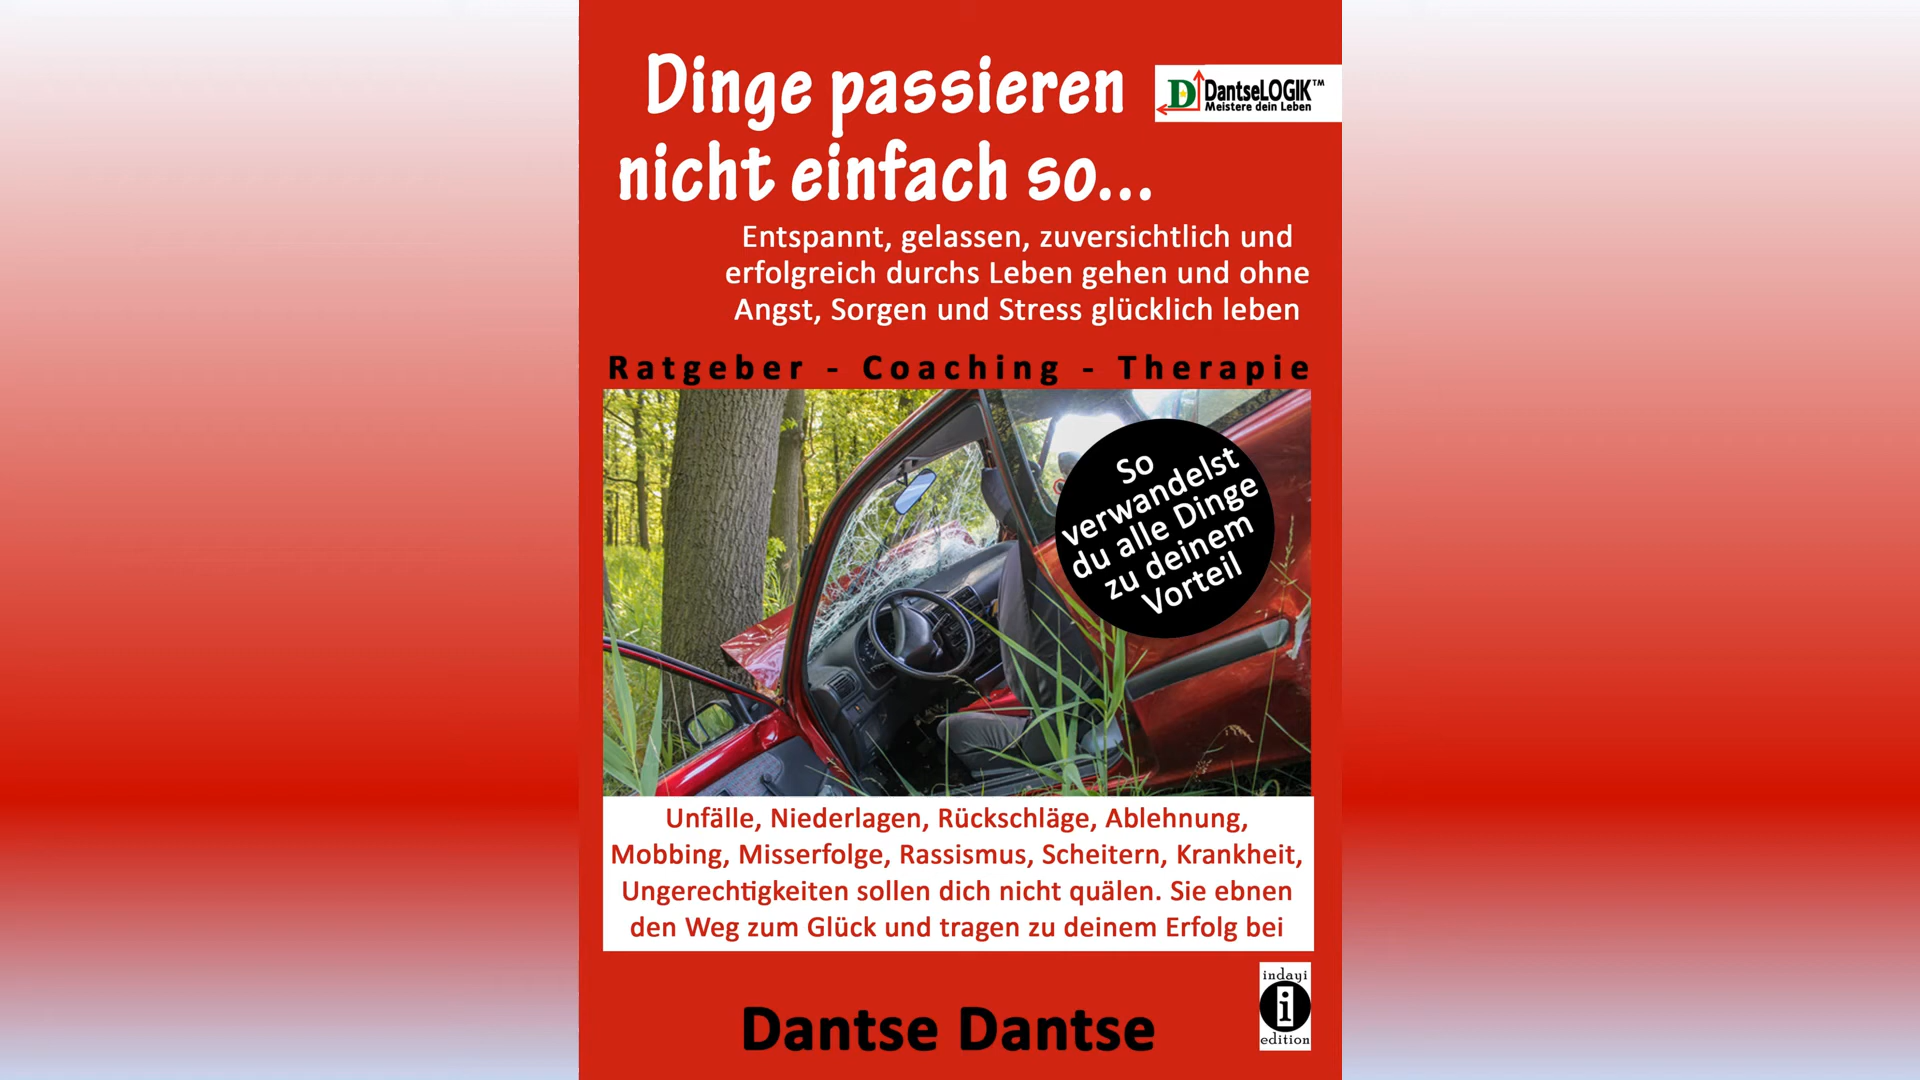 Dinge passieren
nicht einfach so...
DantseLOGIK™
Meistere dein Leben
Entspannt, gelassen, zuversichtlich und
erfolgreich durchs Leben gehen und ohne
Angst, Sorgen und Stress glücklich leben
Ratgeber - Coaching - Therapie
So
verwandelst
du alle Dinge
zu deinem
Vorteil
Unfälle, Niederlagen, Rückschläge, Ablehnung,
Mobbing, Misserfolge, Rassismus, Scheitern, Krankheit,
Ungerechtigkeiten sollen dich nicht quälen. Sie ebnen
den Weg zum Glück und tragen zu deinem Erfolg bei
Dantse Dantse
indayi
i
edition